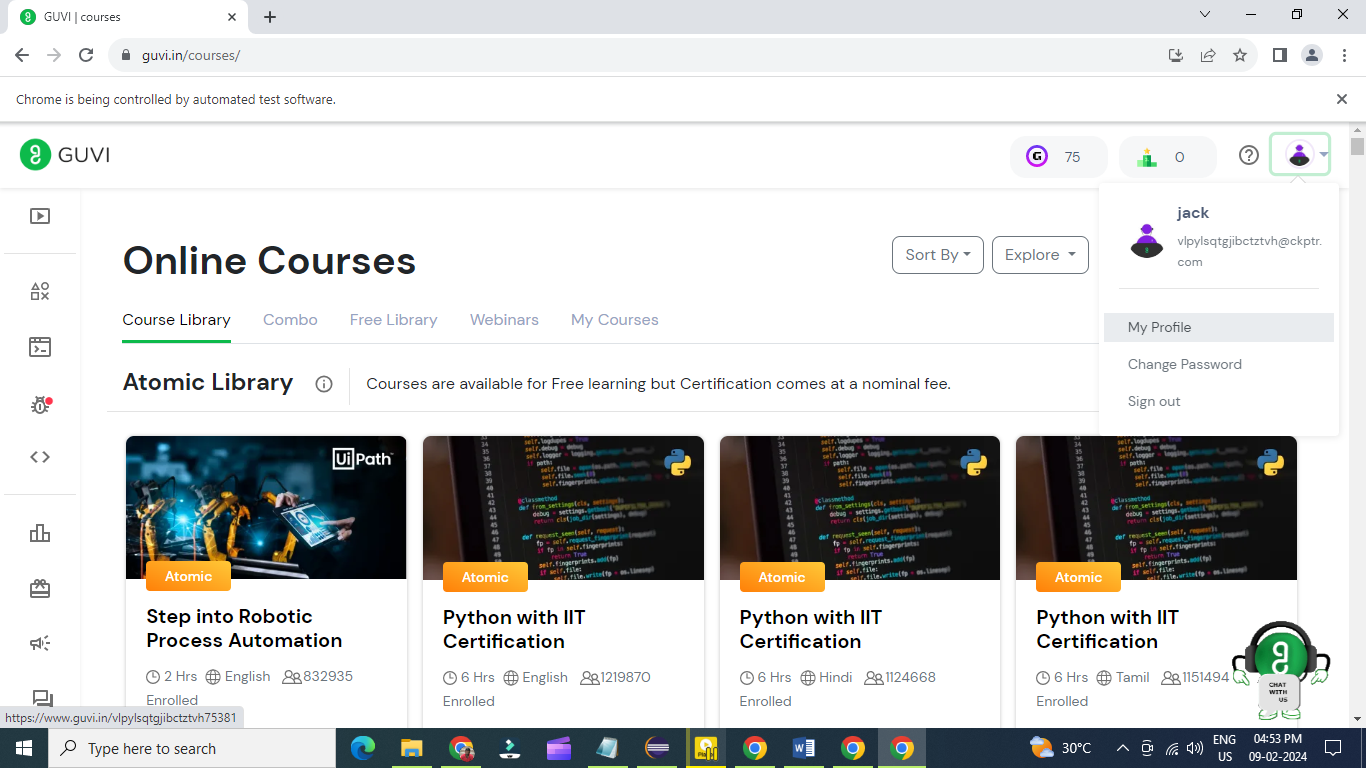 GUVI | courses
guvi.in/courses/
Chrome is being controlled by automated test software.
GUVI
75
0
jack
vlpylsqtgjibctztvh@ckptr.
com
My Profile
Change Password
Sign out
Online Courses
Sort By
Explore
Course Library Combo Free Library Webinars My Courses
Atomic Library
Courses are available for Free learning but Certification comes at a nominal fee.
UiPath
Atomic
Step into Robotic
Process Automation
2 Hrs English 832935
Enrolled
Atomic
Python with IIT
Certification
6 Hrs English 1219870
Enrolled
Atomic
Python with IIT
Certification
6 Hrs Hindi 1124668
Enrolled
Atomic
Python with IIT
Certification
6 Hrs Tamil 1151494
Enrolled
CHAT
WITH
US
https://www.guvi.in/vlpylsqtgjibctztvh75381
Type here to search
30°C
ENG
US
04:53 PM
09-02-2024